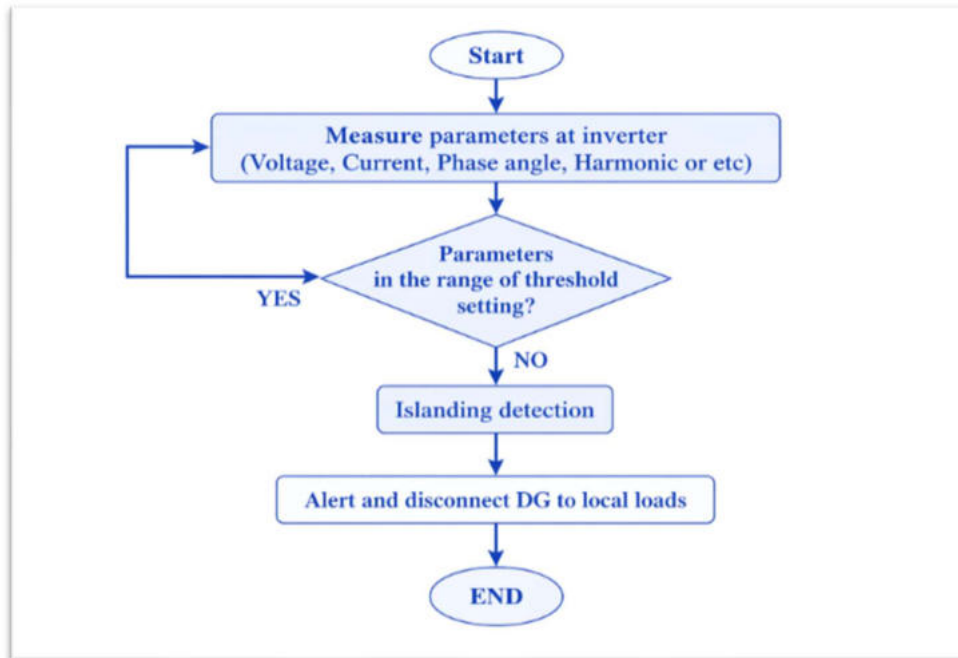 Start
Measure parameters at inverter
(Voltage, Current, Phase angle, Harmonic or etc)
Parameters
in the range of threshold
setting?
YES
NO
Islanding detection
Alert and disconnect DG to local loads
END